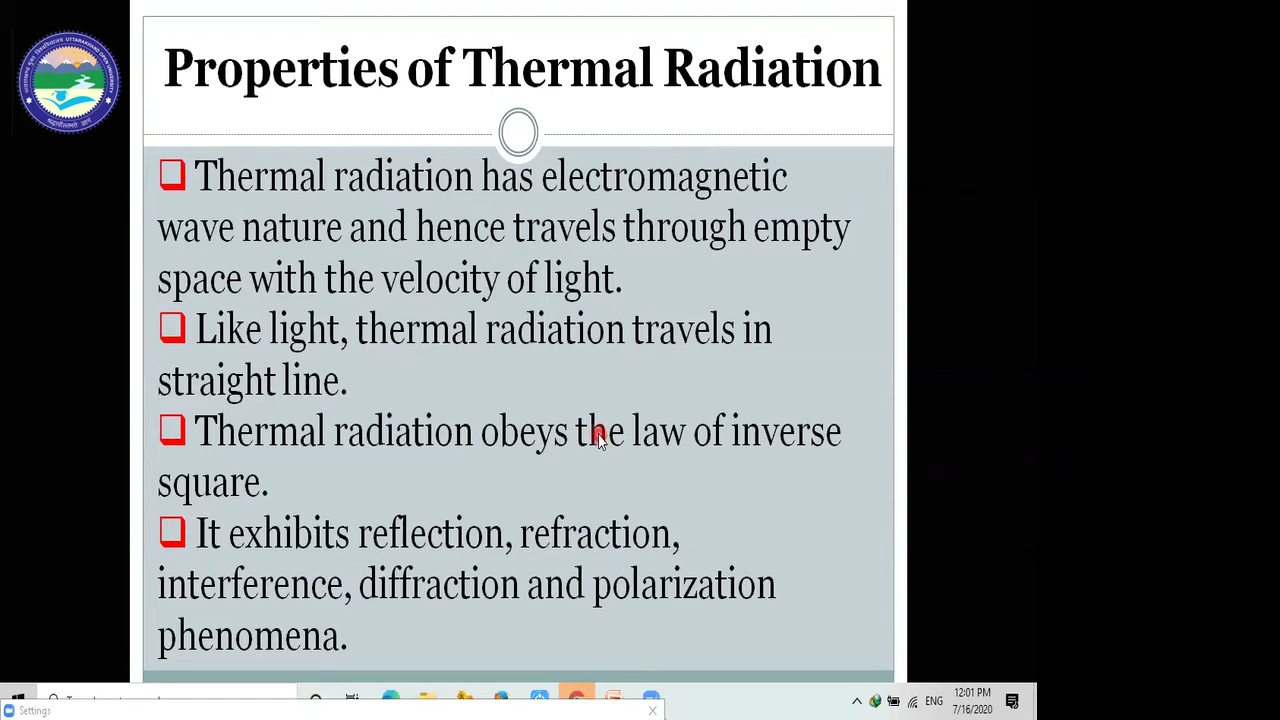 Properties of Thermal Radiation
Thermal radiation has electromagnetic
wave nature and hence travels through empty
space with the velocity of light.
Like light, thermal radiation travels in
straight line.
Thermal radiation obeys the law of inverse
square.
It exhibits reflection, refraction,
interference, diffraction and polarization
phenomena.
ENG
12:01 PM
7/16/2020
Settings